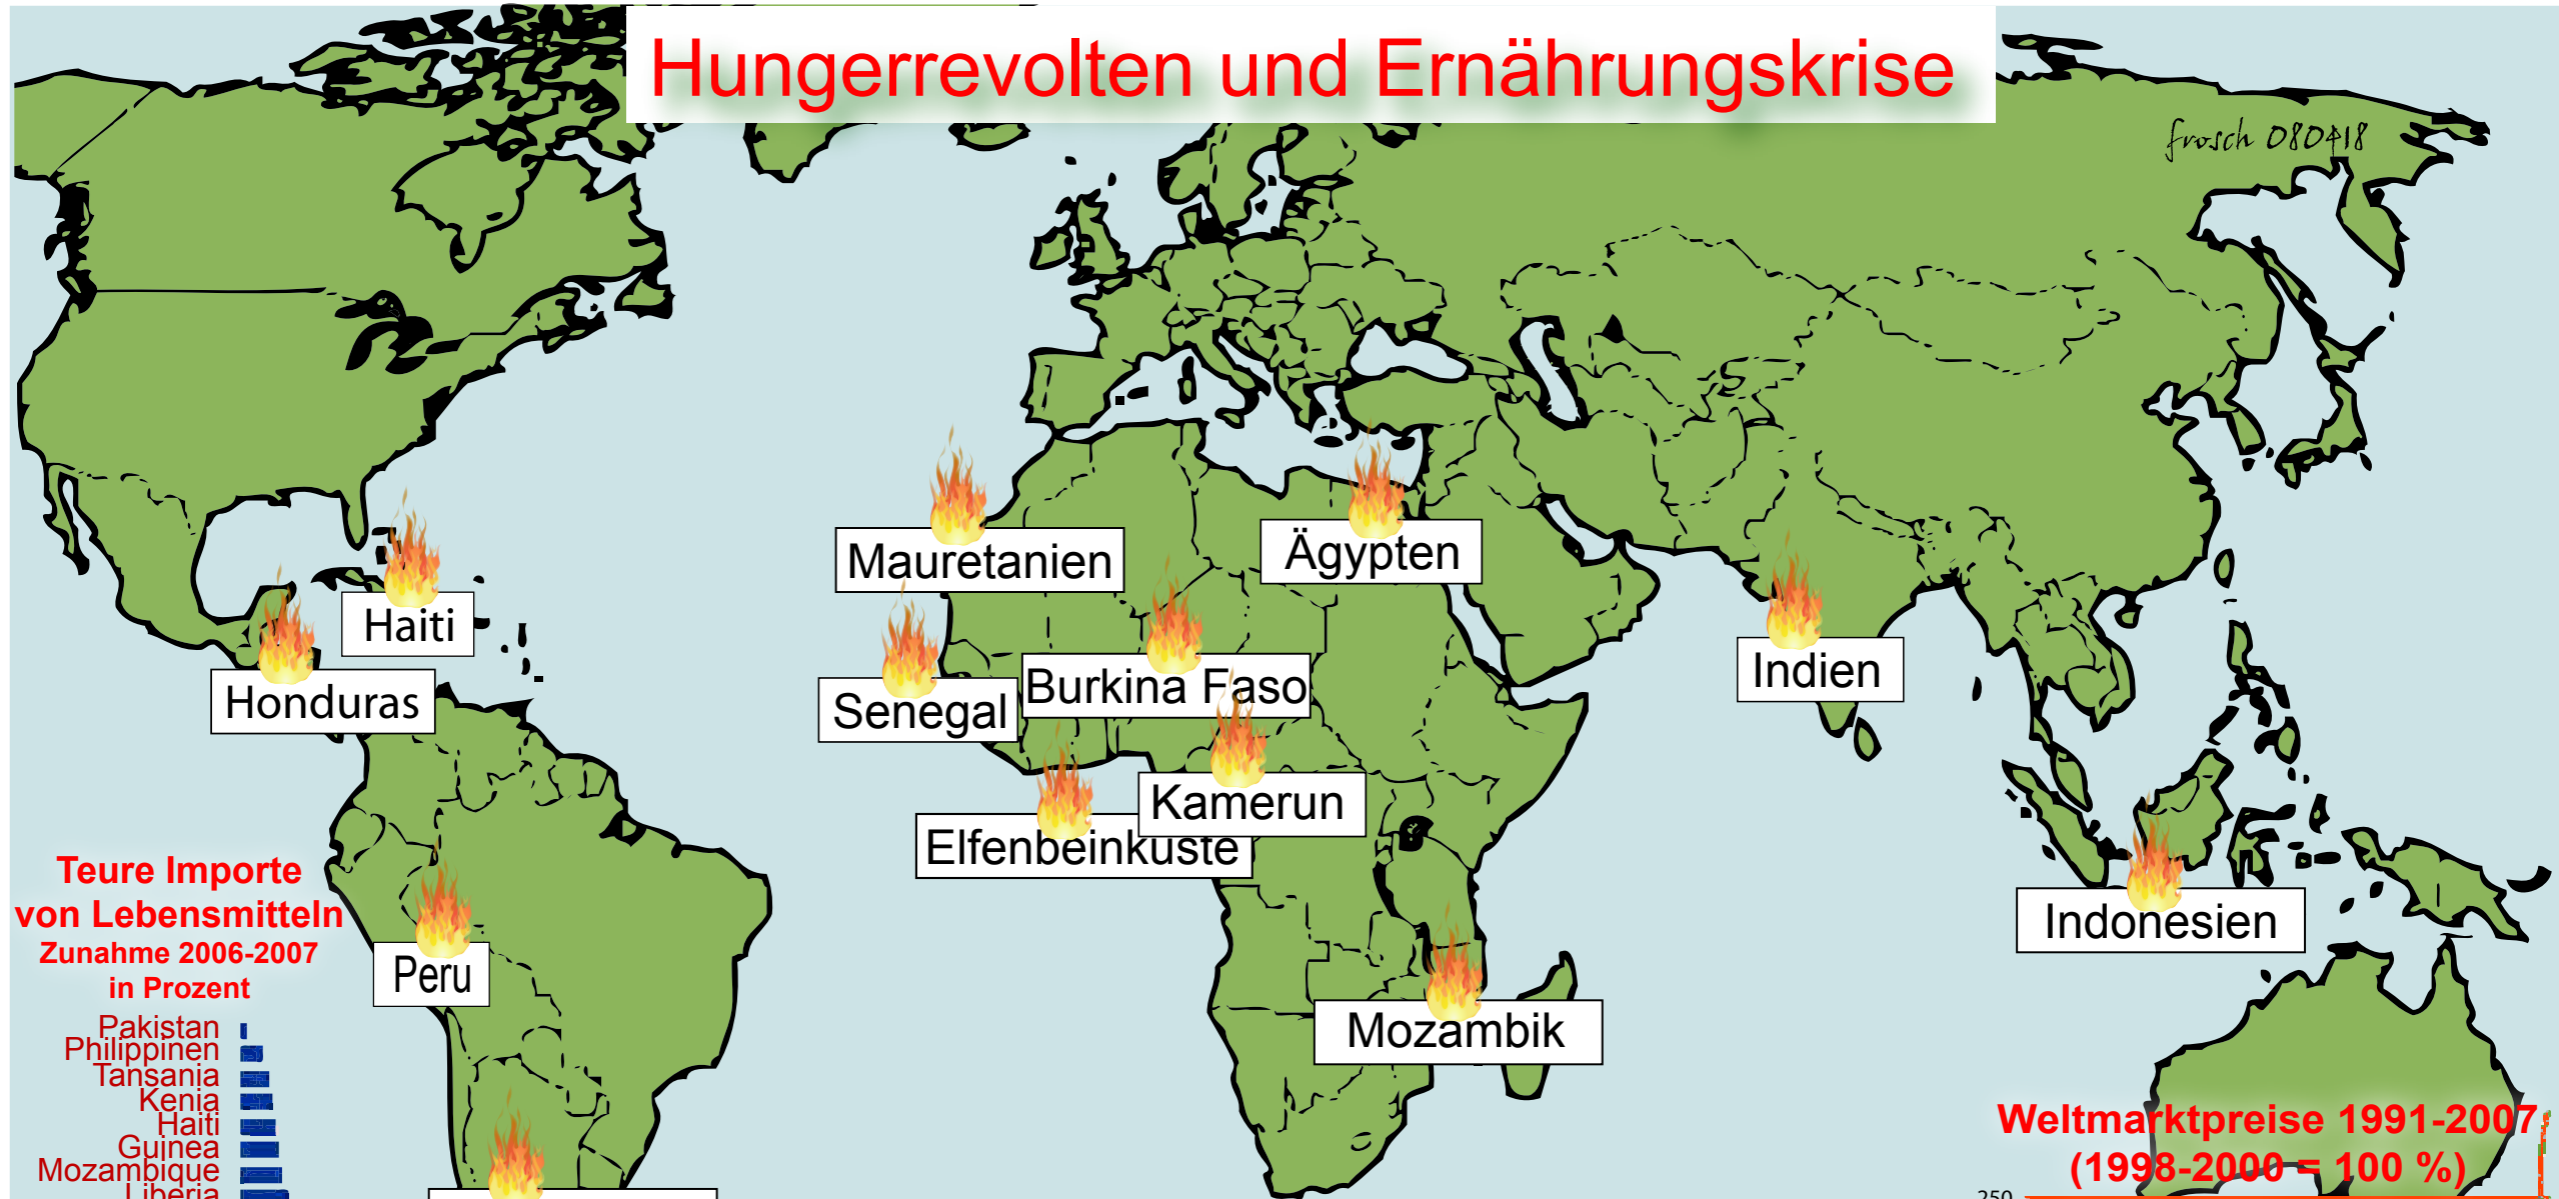 Hungerrevolten und Ernährungskrise
frosch 080418
Mauretanien
Ägypten
Haiti
Senegal
Burkina Faso
Indien
Honduras
Kamerun
Elfenbeinküste
Indonesien
Peru
Mozambik
Teure Importe
von Lebensmitteln
Zunahme 2006-2007
in Prozent
Pakistan
Philippinen
Tansania
Kenia
Haiti
Guinea
Mozambique
Liberia
Weltmarktpreise 1991-2007
(1998-2000 = 100 %)
250